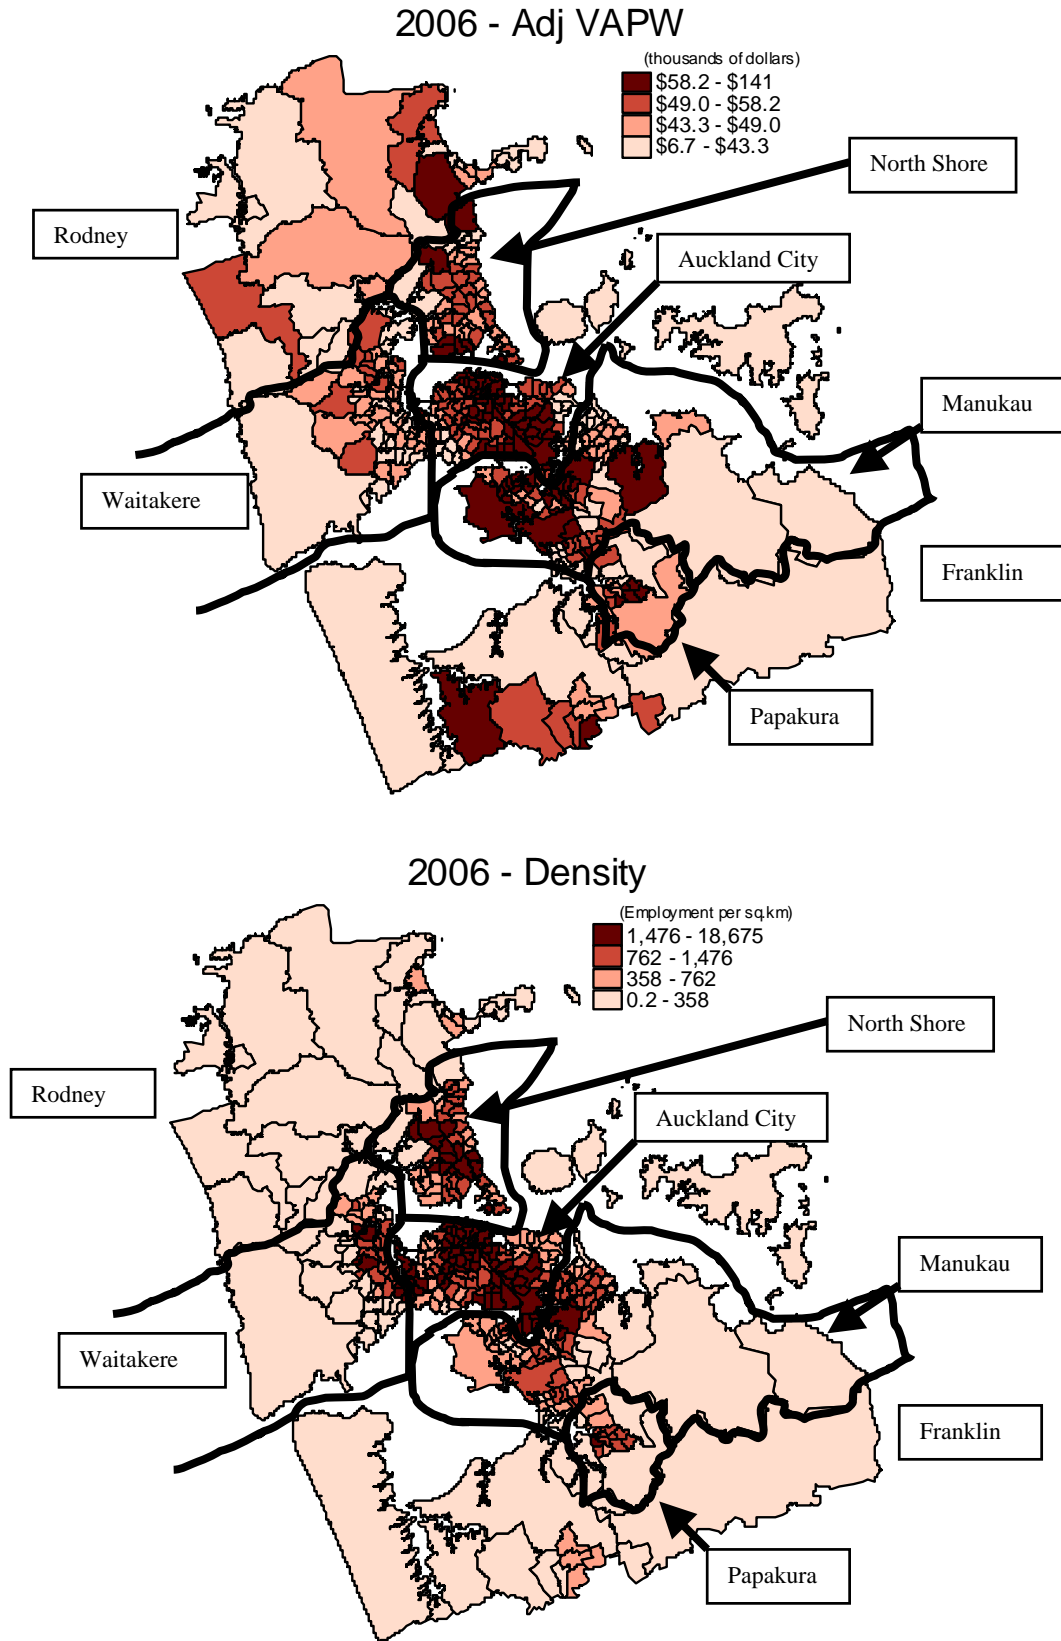 2006 - Adj VAPW
(thousands of dollars)
$58.2 - $141
$49.0 - $58.2
$43.3 - $49.0
$6.7 - $43.3
North Shore
Rodney
Auckland City
Manukau
Waitakere
Franklin
Papakura
2006 - Density
(Employment per sq.km)
1,476 - 18,675
762 - 1,476
358 - 762
0.2 - 358
North Shore
Rodney
Auckland City
Manukau
Waitakere
Franklin
Papakura